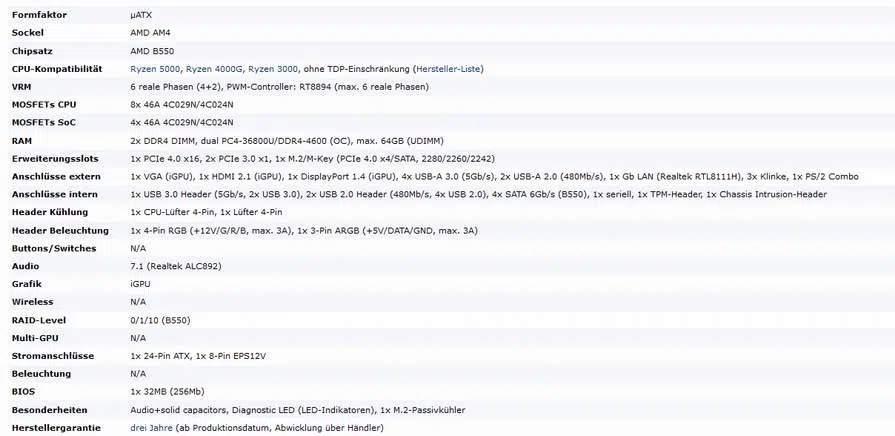 Formfaktor µATX
Sockel AMD AM4
Chipsatz AMD B550
CPU-Kompatibilität Ryzen 5000, Ryzen 4000G, Ryzen 3000, ohne TDP-Einschränkung (Hersteller-Liste)
VRM 6 reale Phasen (4+2), PWM-Controller: RT8894 (max. 6 reale Phasen)
MOSFETs CPU 8x 46A 4C029N/4C024N
MOSFETs SoC 4x 46A 4C029N/4C024N
RAM 2x DDR4 DIMM, dual PC4-36800U/DDR4-4600 (OC), max. 64GB (UDIMM)
Erweiterungsslots 1x PCIe 4.0 x16, 2x PCIe 3.0 x1, 1x M.2/M-Key (PCIe 4.0 x4/SATA, 2280/2260/2242)
Anschlüsse extern 1x VGA (iGPU), 1x HDMI 2.1 (iGPU), 1x DisplayPort 1.4 (iGPU), 4x USB-A 3.0 (5Gb/s), 2x USB-A 2.0 (480Mb/s), 1x Gb LAN (Realtek RTL8111H), 3x Klinke, 1x PS/2 Combo
Anschlüsse intern 1x USB 3.0 Header (5Gb/s, 2x USB 3.0), 2x USB 2.0 Header (480Mb/s, 4x USB 2.0), 4x SATA 6Gb/s (B550), 1x seriell, 1x TPM-Header, 1x Chassis Intrusion-Header
Header Kühlung 1x CPU-Lüfter 4-Pin, 1x Lüfter 4-Pin
Header Beleuchtung 1x 4-Pin RGB (+12V/G/R/B, max. 3A), 1x 3-Pin ARGB (+5V/DATA/GND, max. 3A)
Buttons/Switches N/A
Audio 7.1 (Realtek ALC892)
Grafik iGPU
Wireless N/A
RAID-Level 0/1/10 (B550)
Multi-GPU N/A
Stromanschlüsse 1x 24-Pin ATX, 1x 8-Pin EPS12V
Beleuchtung N/A
BIOS 1x 32MB (256Mb)
Besonderheiten Audio+solid capacitors, Diagnostic LED (LED-Indikatoren), 1x M.2-Passivkühler
Herstellergarantie drei Jahre (ab Produktionsdatum, Abwicklung über Händler)